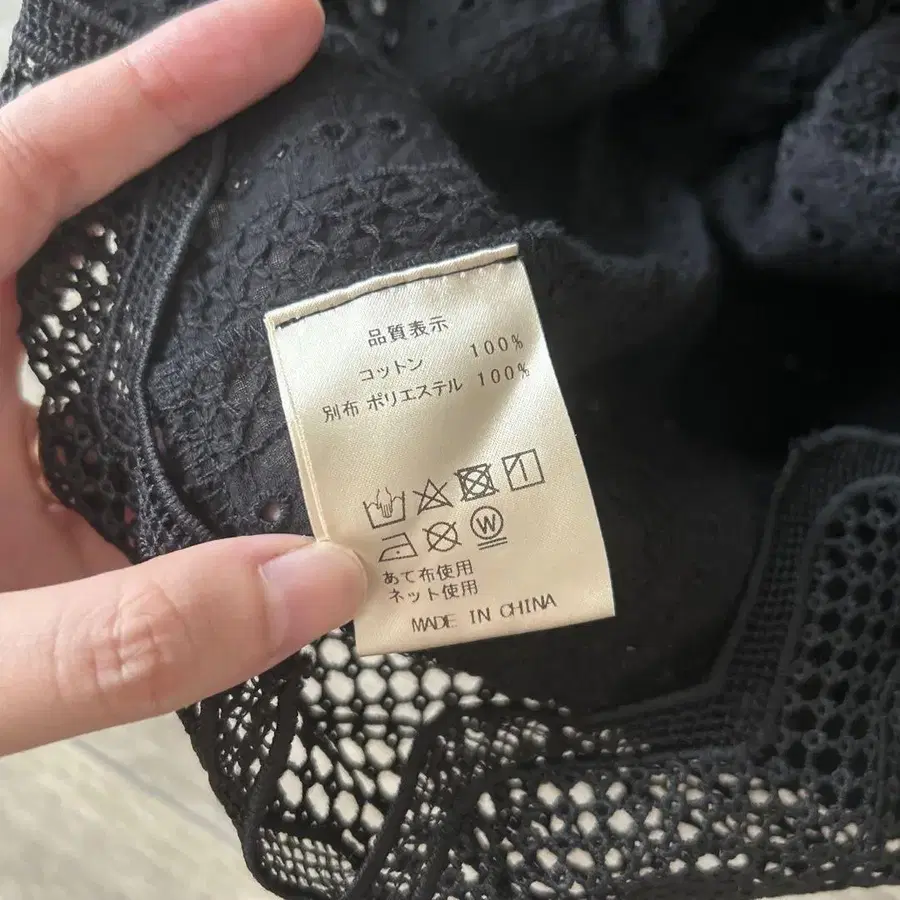 品質表示
コットン 100%
別布 ポリエステル 100%
W
あて布使用
ネット使用
MADE IN CHINA